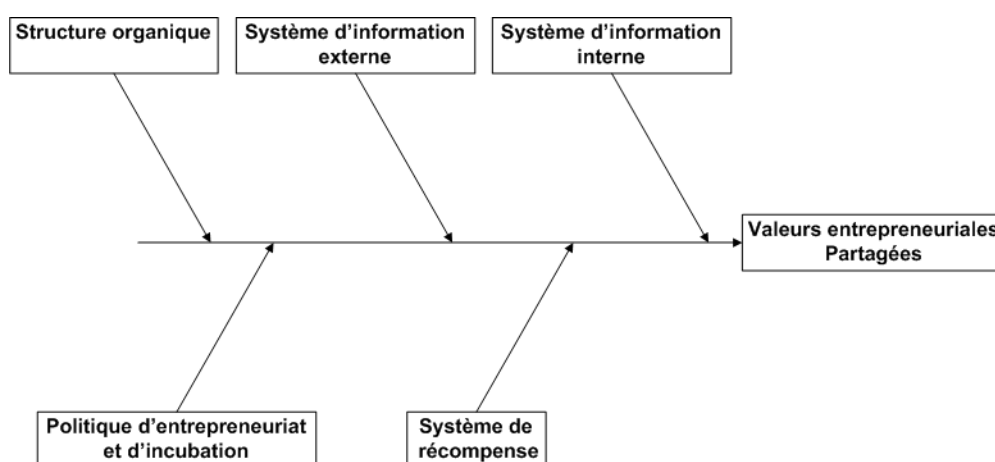 Structure organique
Système d’information
externe
Système d’information
interne
Valeurs entrepreneuriales
Partagées
Politique d’entrepreneuriat
et d’incubation
Système de
récompense